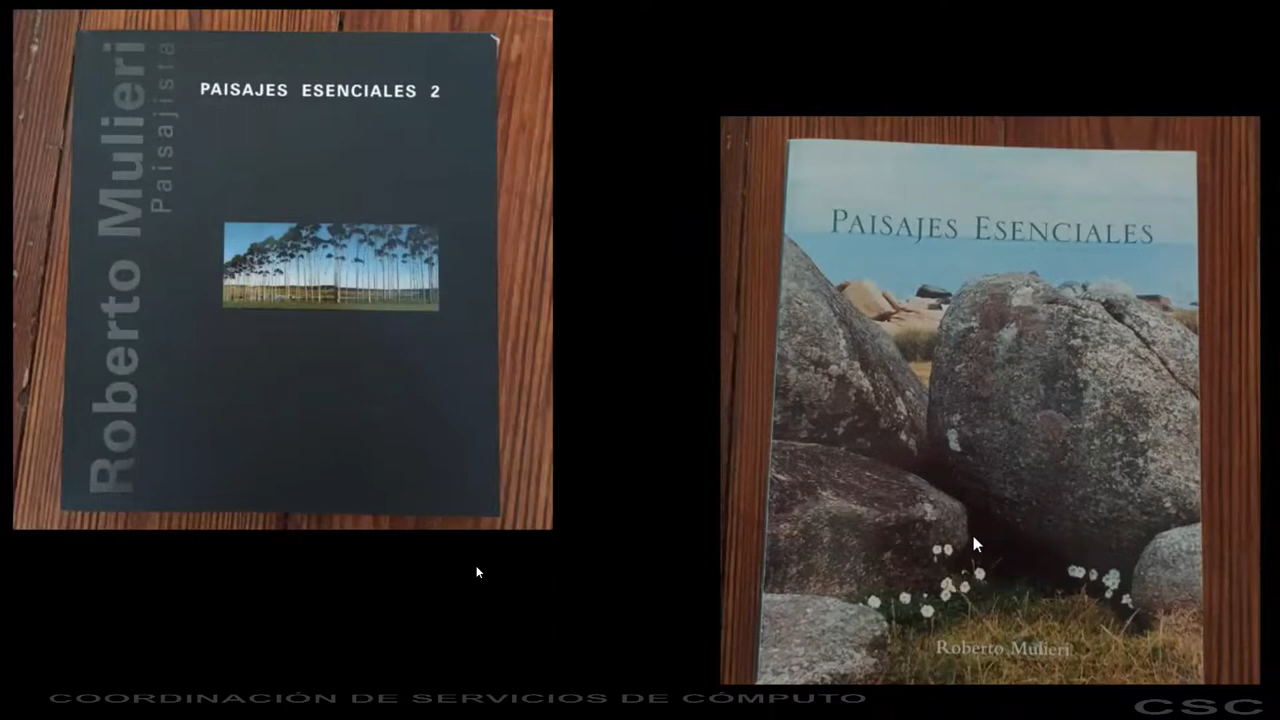 Roberto Mulieri
Paisajista
PAISAJES ESENCIALES 2
PAISAJES ESENCIALES
Roberto Mulieri
COORDINACIÓN DE SERVICIOS DE CÓMPUTO
CSC